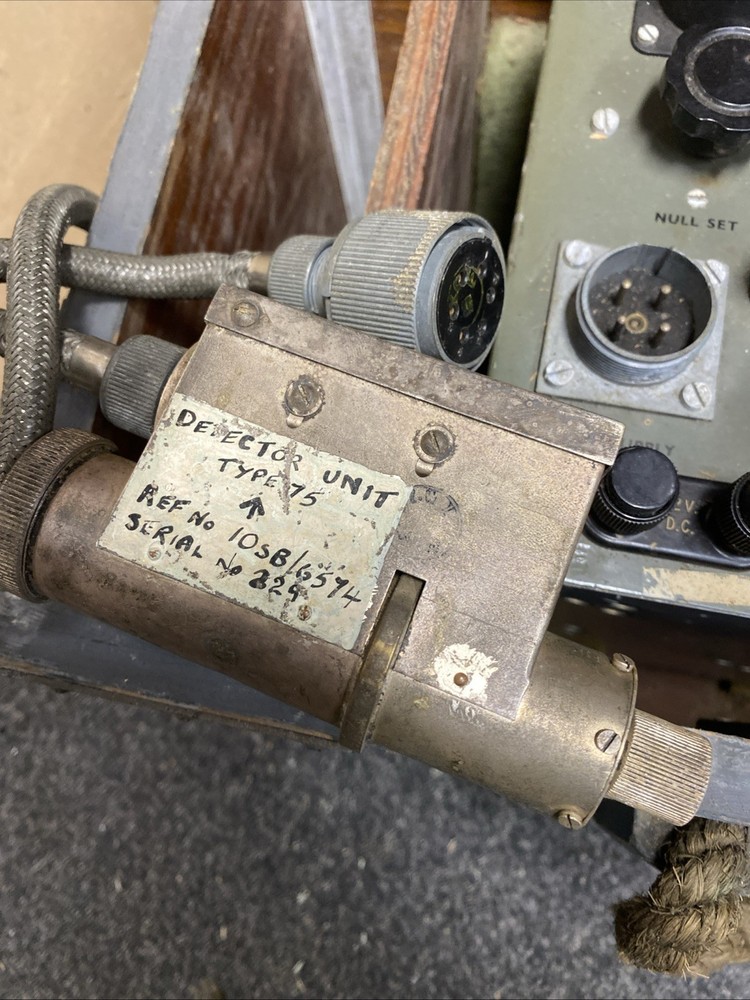 NULL SET
DETECTOR UNIT
TYPE 75
REF NO 10SB/6574
SERIAL NO 229
D.C.